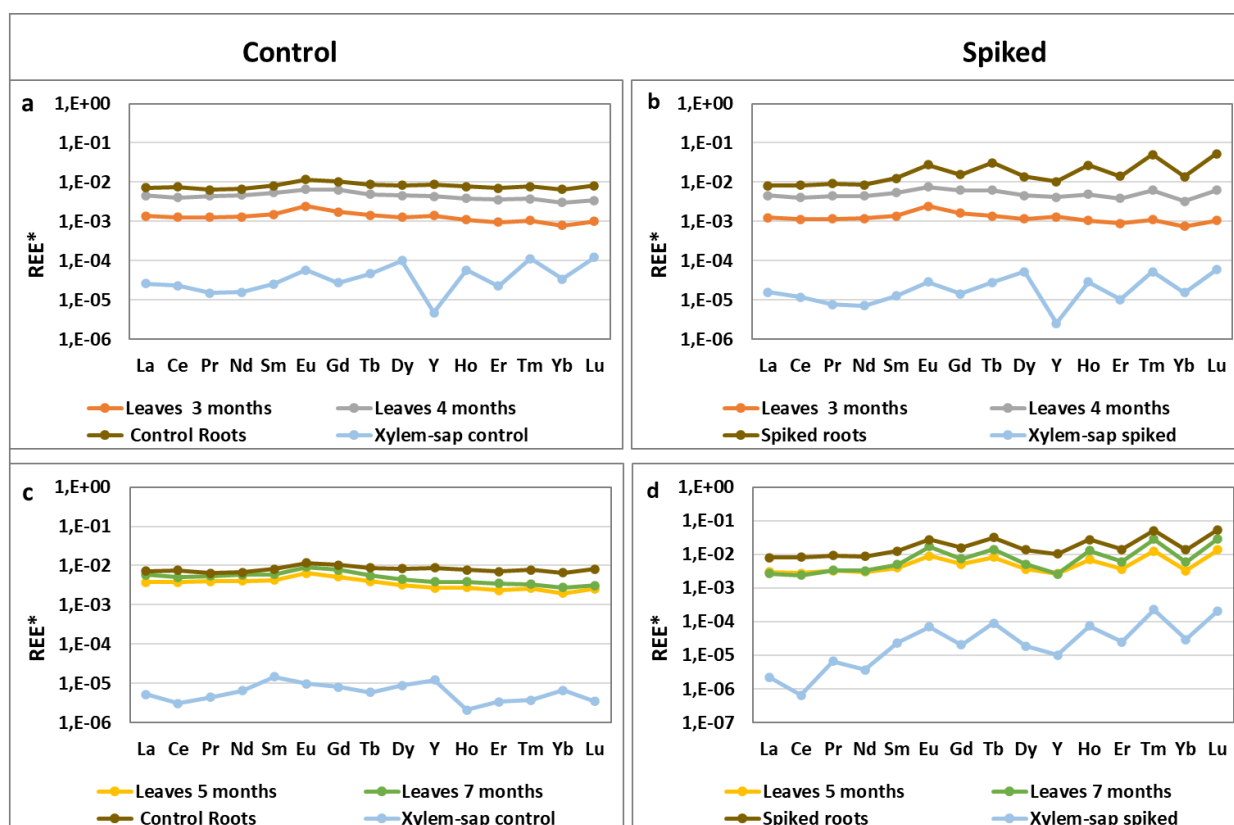 Control Spiked
a
1,E+00
1,E-01
1,E-02
1,E-03
1,E-04
1,E-05
1,E-06
REE*
La Ce Pr Nd Sm Eu Gd Tb Dy Y Ho Er Tm Yb Lu
Leaves 3 months Leaves 4 months
Control Roots Xylem-sap control
b
1,E+00
1,E-01
1,E-02
1,E-03
1,E-04
1,E-05
1,E-06
REE*
La Ce Pr Nd Sm Eu Gd Tb Dy Y Ho Er Tm Yb Lu
Leaves 3 months Leaves 4 months
Spiked roots Xylem-sap spiked
c
1,E+00
1,E-01
1,E-02
1,E-03
1,E-04
1,E-05
1,E-06
REE*
La Ce Pr Nd Sm Eu Gd Tb Dy Y Ho Er Tm Yb Lu
Leaves 5 months Leaves 7 months
Control Roots Xylem-sap control
d
1,E+00
1,E-01
1,E-02
1,E-03
1,E-04
1,E-05
1,E-06
1,E-07
REE*
La Ce Pr Nd Sm Eu Gd Tb Dy Y Ho Er Tm Yb Lu
Leaves 5 months Leaves 7 months
Spiked roots Xylem-sap spiked